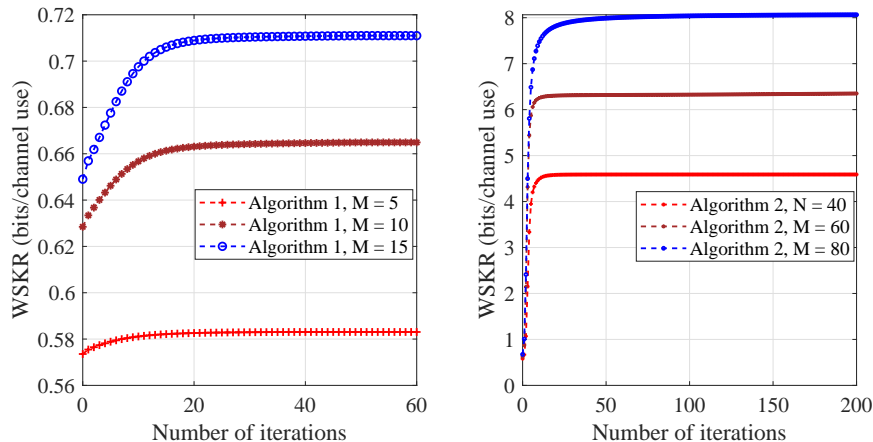 0.72
0.7
0.68
0.66
0.64
0.62
0.6
0.58
0.56
WSKR (bits/channel use)
Algorithm 1, M = 5
Algorithm 1, M = 10
Algorithm 1, M = 15
0
20
40
60
Number of iterations
8
7
6
5
4
3
2
1
0
WSKR (bits/channel use)
Algorithm 2, N = 40
Algorithm 2, M = 60
Algorithm 2, M = 80
0
50
100
150
200
Number of iterations